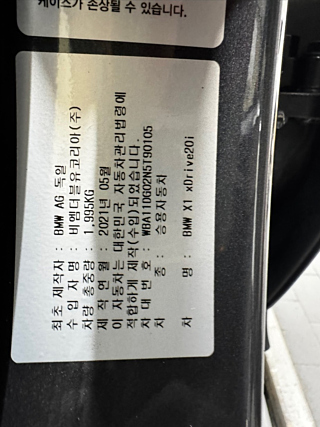 케이스가 손상될 수 있습니다.
최초 제작자 : BMW AG 독일
수 입 자 명 : 비엠더블유코리아(주)
차량 총중량 : 1,995KG
제 작 연 월 : 2021년 05월
이 자동차는 대한민국 자동차관리법령에
적합하게 제작(수입)되었습니다.
차 대 번 호 : WBA11DG02N5T90105
차 종 : 승용자동차
차 명 : BMW X1 xDrive20i